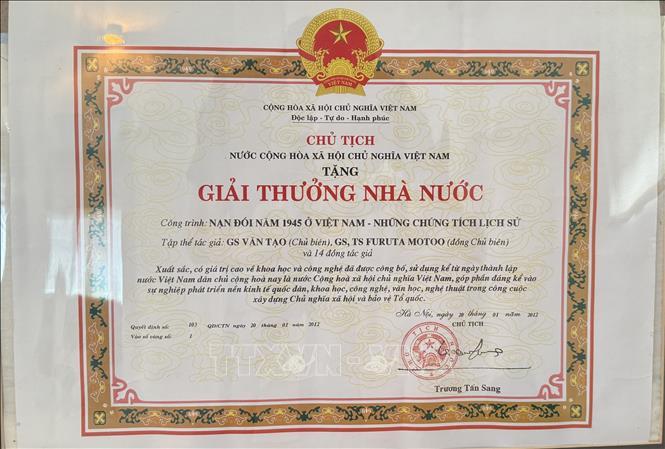 VIỆT NAM
CỘNG HÒA XÃ HỘI CHỦ NGHĨA VIỆT NAM
Độc lập - Tự do - Hạnh phúc
CHỦ TỊCH
NƯỚC CỘNG HÒA XÃ HỘI CHỦ NGHĨA VIỆT NAM
TẶNG
GIẢI THƯỞNG NHÀ NƯỚC
Công trình: NẠN ĐÓI NĂM 1945 Ở VIỆT NAM - NHỮNG CHỨNG TÍCH LỊCH SỬ
Tập thể tác giả: GS VĂN TẠO (Chủ biên), GS, TS FURUTA MOTOO (đồng Chủ biên)
và 14 đồng tác giả
Xuất sắc, có giá trị cao về khoa học và công nghệ đã được công bố, sử dụng kể từ ngày thành lập
nước Việt Nam dân chủ cộng hoà nay là nước Cộng hoà xã hội chủ nghĩa Việt Nam, góp phần đáng kể vào
sự nghiệp phát triển nền kinh tế quốc dân, khoa học, công nghệ, văn học, nghệ thuật trong công cuộc
xây dựng Chủ nghĩa xã hội và bảo vệ Tổ quốc.
Hà Nội, ngày 20 tháng 01 năm 2012
Quyết định số: 103 QĐ/CTN ngày 20 tháng 01 năm 2012
CHỦ TỊCH
Vào sổ vàng số: 1
TTXVN
Trương Tấn Sang